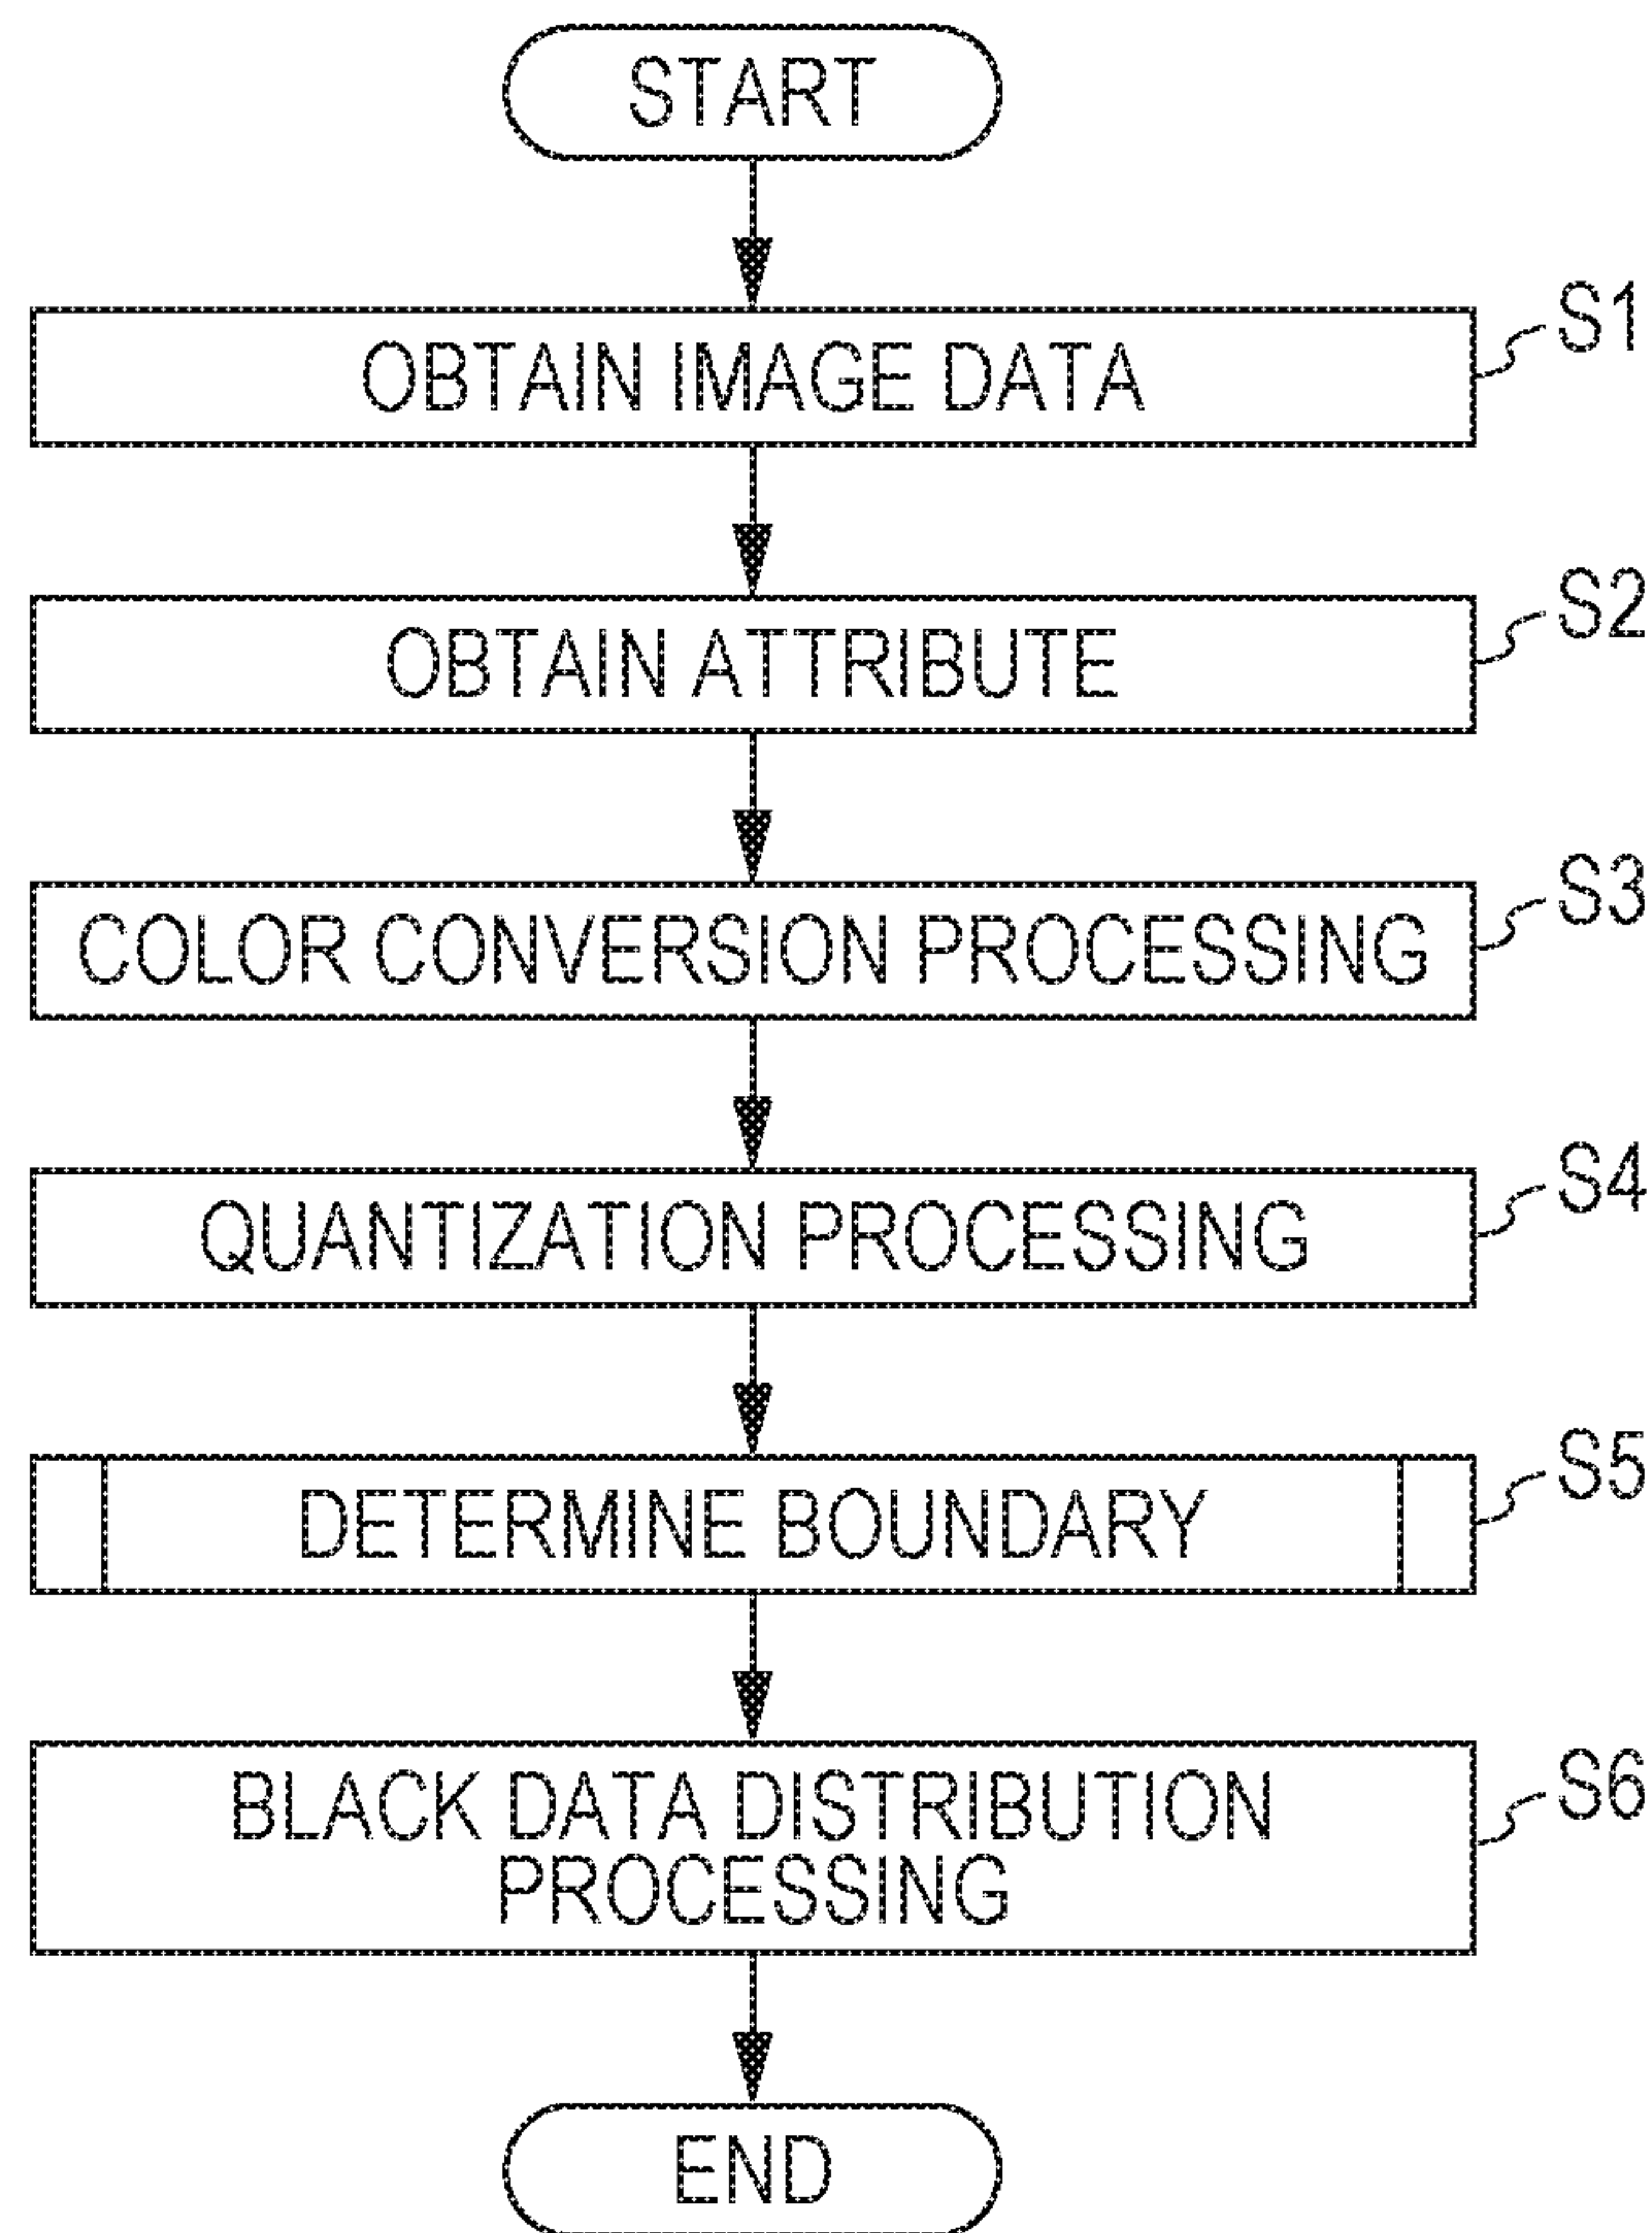 START
OBTAIN IMAGE DATA
S1
OBTAIN ATTRIBUTE
S2
COLOR CONVERSION PROCESSING
S3
QUANTIZATION PROCESSING
S4
DETERMINE BOUNDARY
S5
BLACK DATA DISTRIBUTION
PROCESSING
S6
END